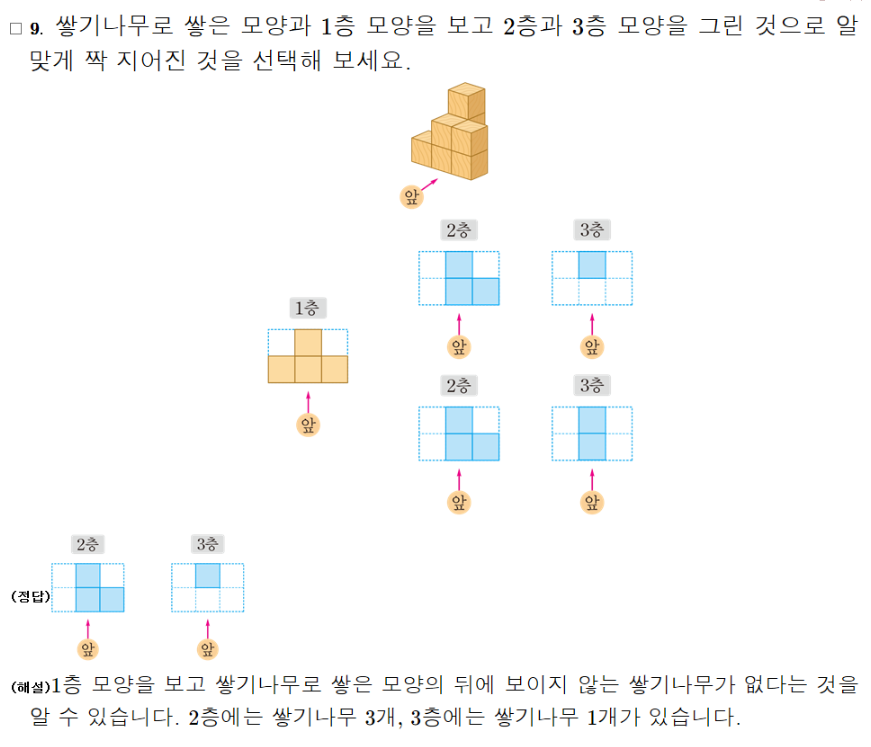 □ 9. 쌓기나무로 쌓은 모양과 1층 모양을 보고 2층과 3층 모양을 그린 것으로 알
맞게 짝 지어진 것을 선택해 보세요.
앞
2층 3층
앞 앞
1층
앞
2층 3층
앞 앞
2층 3층
(정답)
앞 앞
(해설)1층 모양을 보고 쌓기나무로 쌓은 모양의 뒤에 보이지 않는 쌓기나무가 없다는 것을
알 수 있습니다. 2층에는 쌓기나무 3개, 3층에는 쌓기나무 1개가 있습니다.